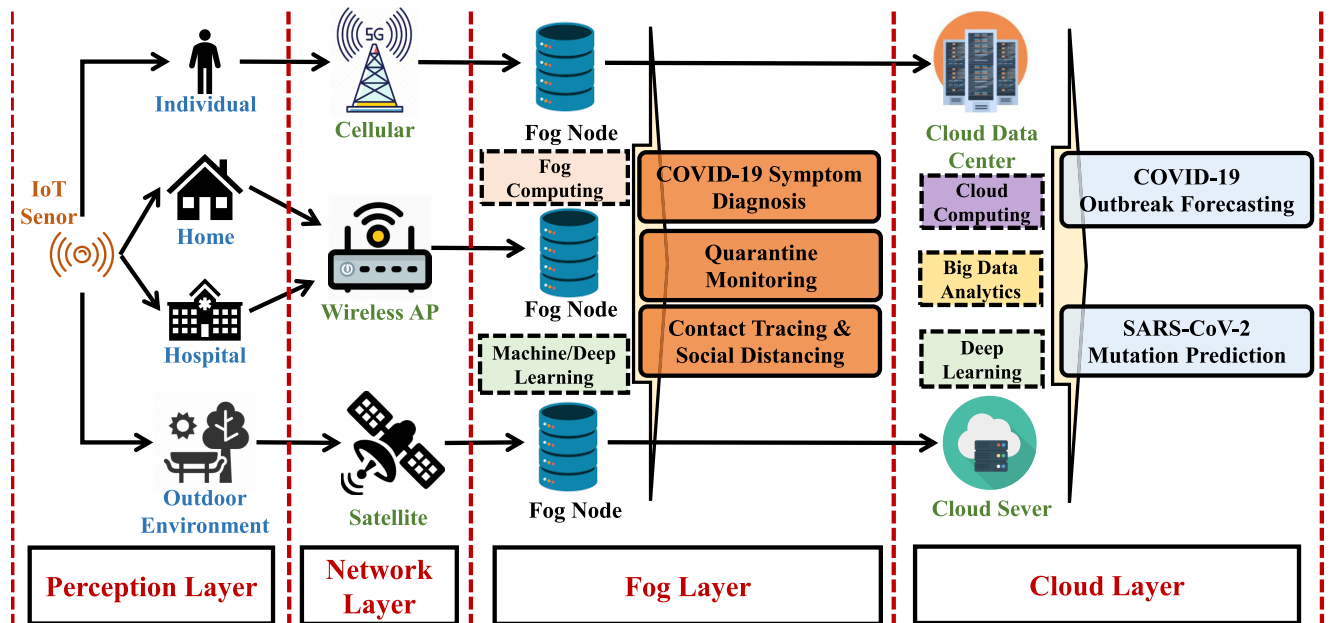 5G
Individual
Cellular
Fog Node
Cloud Data
Center
Fog
Computing
COVID-19 Symptom
Diagnosis
Cloud
Computing
COVID-19
Outbreak Forecasting
IoT
Senor
Home
Wireless AP
Fog Node
Quarantine
Monitoring
Big Data
Analytics
Hospital
Machine/Deep
Learning
Contact Tracing &
Social Distancing
Deep
Learning
SARS-CoV-2
Mutation Prediction
Outdoor
Environment
Satellite
Fog Node
Cloud Sever
Perception Layer
Network
Layer
Fog Layer
Cloud Layer